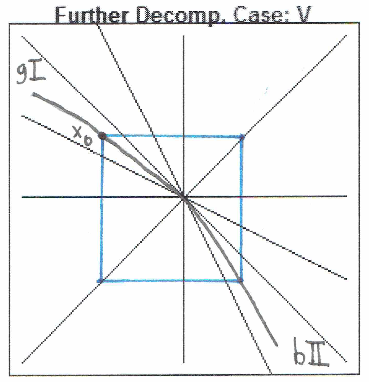 Further Decomp. Case: V
gI
x₀
bII